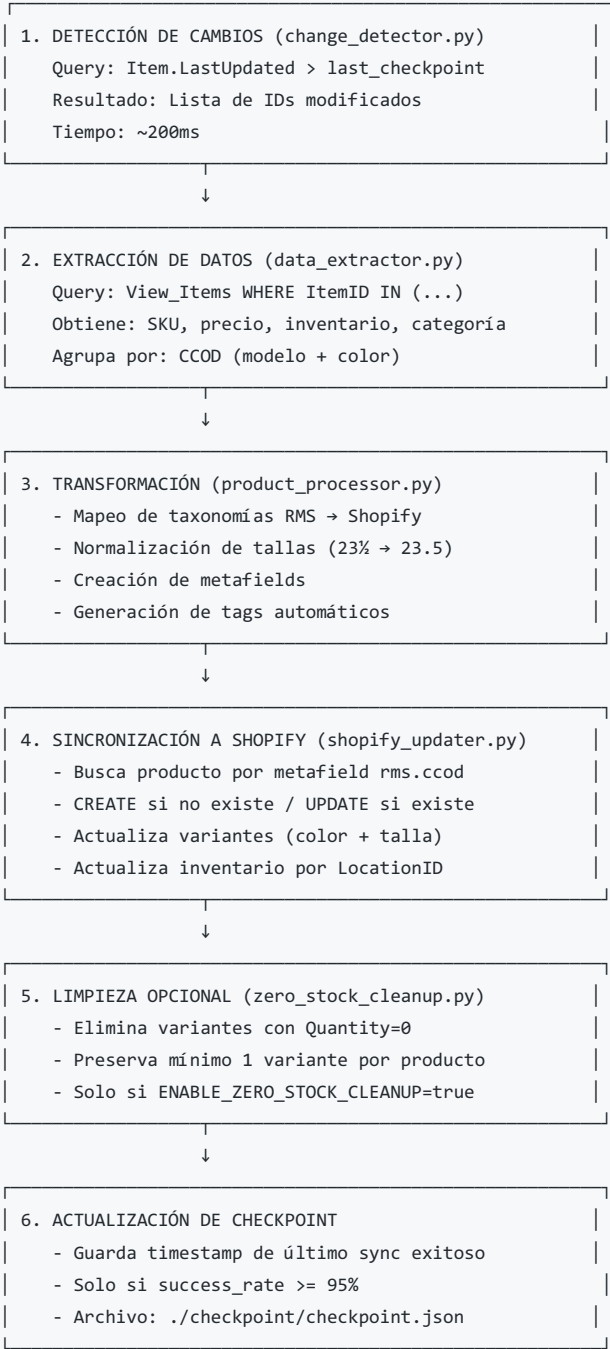 1. DETECCIÓN DE CAMBIOS (change_detector.py)
Query: Item.LastUpdated > last_checkpoint
Resultado: Lista de IDs modificados
Tiempo: ~200ms
↓
2. EXTRACCIÓN DE DATOS (data_extractor.py)
Query: View_Items WHERE ItemID IN (...)
Obtiene: SKU, precio, inventario, categoría
Agrupa por: CCOD (modelo + color)
↓
3. TRANSFORMACIÓN (product_processor.py)
- Mapeo de taxonomías RMS → Shopify
- Normalización de tallas (23½ → 23.5)
- Creación de metafields
- Generación de tags automáticos
↓
4. SINCRONIZACIÓN A SHOPIFY (shopify_updater.py)
- Busca producto por metafield rms.ccod
- CREATE si no existe / UPDATE si existe
- Actualiza variantes (color + talla)
- Actualiza inventario por LocationID
↓
5. LIMPIEZA OPCIONAL (zero_stock_cleanup.py)
- Elimina variantes con Quantity=0
- Preserva mínimo 1 variante por producto
- Solo si ENABLE_ZERO_STOCK_CLEANUP=true
↓
6. ACTUALIZACIÓN DE CHECKPOINT
- Guarda timestamp de último sync exitoso
- Solo si success_rate >= 95%
- Archivo: ./checkpoint/checkpoint.json